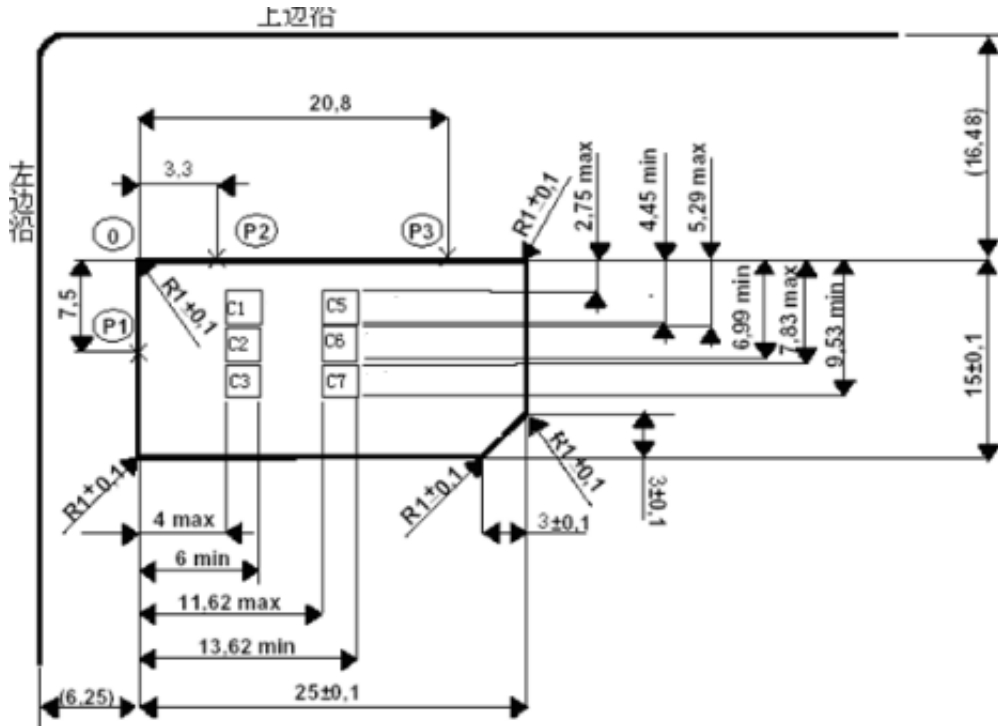 上边沿
20,8
(16,48)
左边沿
3,3
R1±0,1
2,75 max
4,45 min
5,29 max
0
P2
P3
7,5
P1
R1±0,1
C1
C5
C2
C6
C3
C7
6,99 min
7,83 max
9,53 min
15±0,1
R1±0,1
R1±0,1
R1±0,1
3±0,1
4 max
3±0,1
6 min
11,62 max
13,62 min
(6,25)
25±0,1